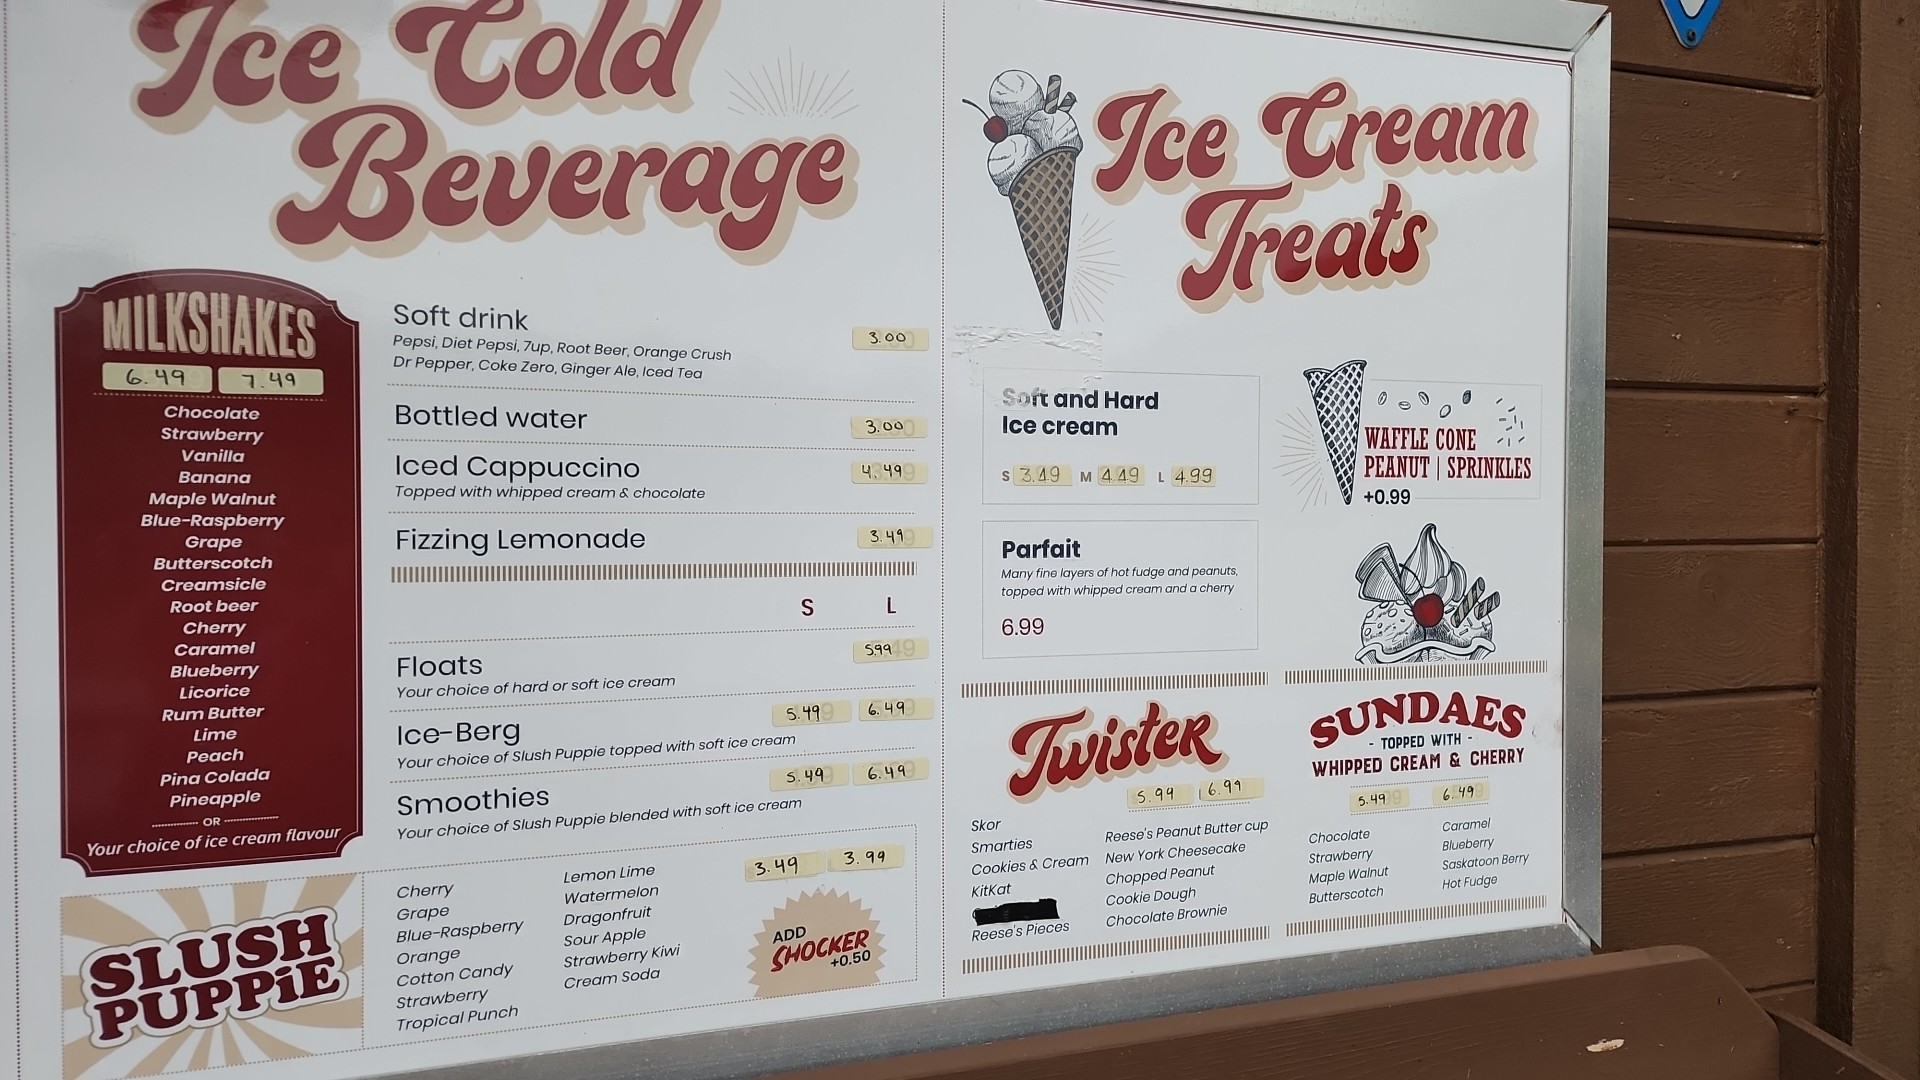 Ice Cold
Beverage
MILKSHAKES
6.49 7.49
Chocolate
Strawberry
Vanilla
Banana
Maple Walnut
Blue-Raspberry
Grape
Butterscotch
Creamsicle
Root beer
Cherry
Caramel
Blueberry
Licorice
Rum Butter
Lime
Peach
Pina Colada
Pineapple
OR
Your choice of ice cream flavour
Soft drink 3.00
Pepsi, Diet Pepsi, 7up, Root Beer, Orange Crush
Dr Pepper, Coke Zero, Ginger Ale, Iced Tea
Bottled water 3.00
Iced Cappuccino 4.49
Topped with whipped cream & chocolate
Fizzing Lemonade 3.49
S L
Floats 5.99
Your choice of hard or soft ice cream
Ice-Berg 5.49 6.49
Your choice of Slush Puppie topped with soft ice cream
Smoothies 5.49 6.49
Your choice of Slush Puppie blended with soft ice cream
SLUSH
PUPPiE
3.49 3.99
Cherry
Grape
Blue-Raspberry
Orange
Cotton Candy
Strawberry
Tropical Punch
Lemon Lime
Watermelon
Dragonfruit
Sour Apple
Strawberry Kiwi
Cream Soda
ADD
SHOCKER
+0.50
Ice Cream
Treats
Soft and Hard
Ice cream
S 3.49 M 4.49 L 4.99
WAFFLE CONE
PEANUT | SPRINKLES
+0.99
Parfait
Many fine layers of hot fudge and peanuts,
topped with whipped cream and a cherry
6.99
Twister
5.99 6.99
Skor
Smarties
Cookies & Cream
KitKat
Reese's Pieces
Reese's Peanut Butter cup
New York Cheesecake
Chopped Peanut
Cookie Dough
Chocolate Brownie
SUNDAES
- TOPPED WITH -
WHIPPED CREAM & CHERRY
5.49 6.49
Chocolate
Strawberry
Maple Walnut
Butterscotch
Caramel
Blueberry
Saskatoon Berry
Hot Fudge